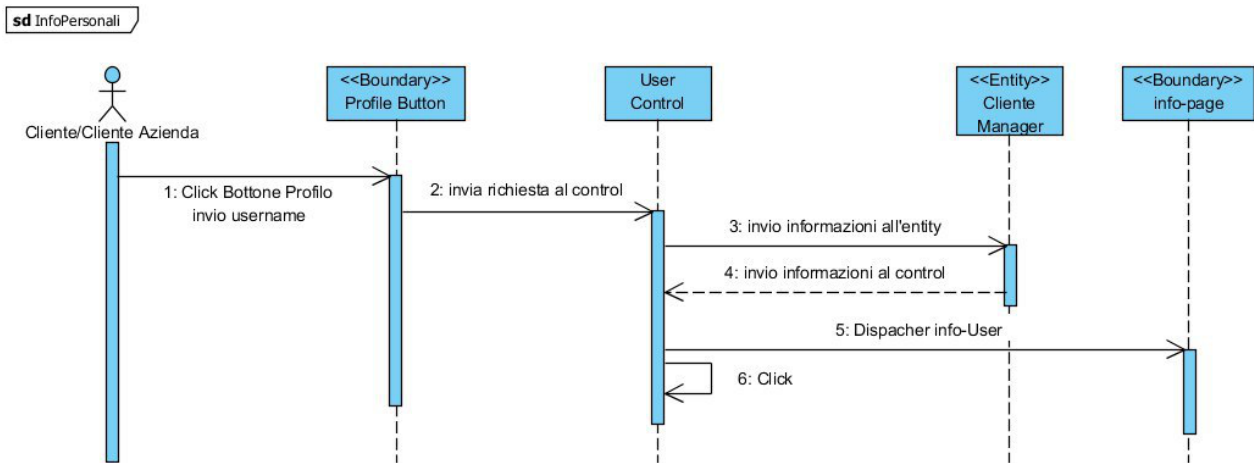 sd InfoPersonali
Cliente/Cliente Azienda
<<Boundary>>
Profile Button
User
Control
<<Entity>>
Cliente
Manager
<<Boundary>>
info-page
1: Click Bottone Profilo
invio username
2: invia richiesta al control
3: invio informazioni all'entity
4: invio informazioni al control
5: Dispacher info-User
6: Click